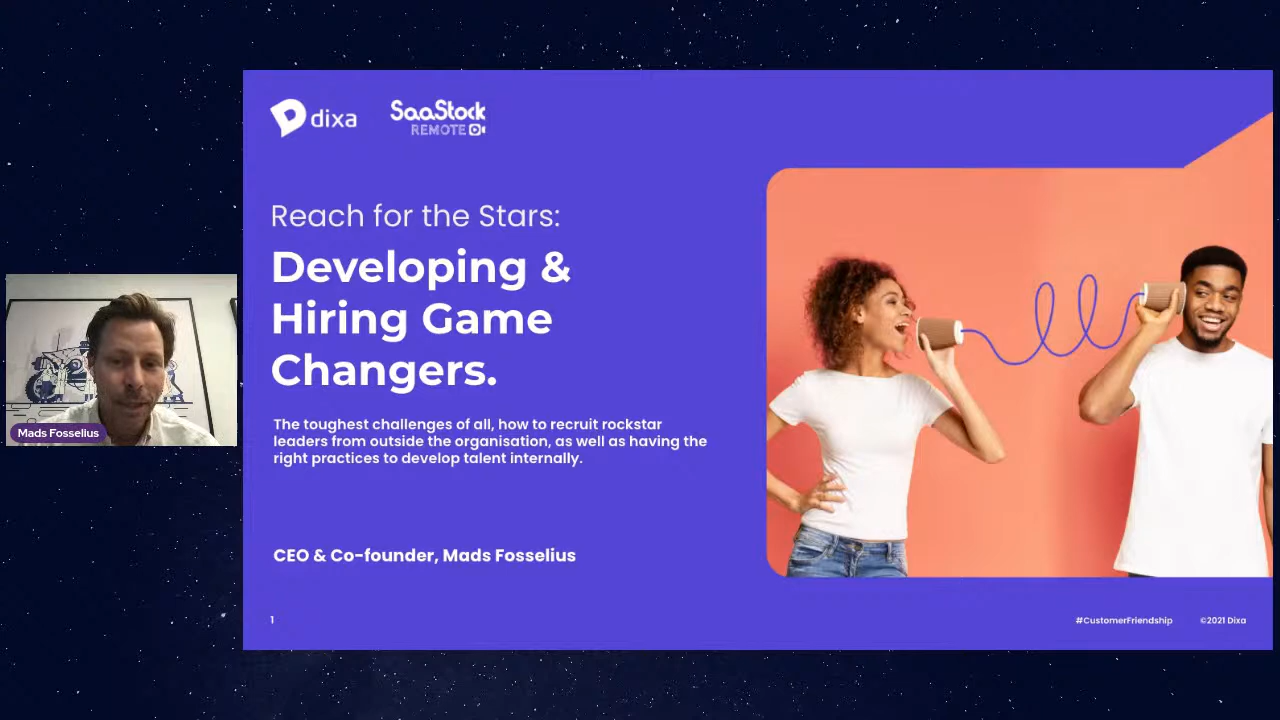 dixa
SaaStock
REMOTE
Reach for the Stars:
Developing &
Hiring Game
Changers.
The toughest challenges of all, how to recruit rockstar
leaders from outside the organisation, as well as having the
right practices to develop talent internally.
Mads Fosselius
CEO & Co-founder, Mads Fosselius
1
#CustomerFriendship
©2021 Dixa